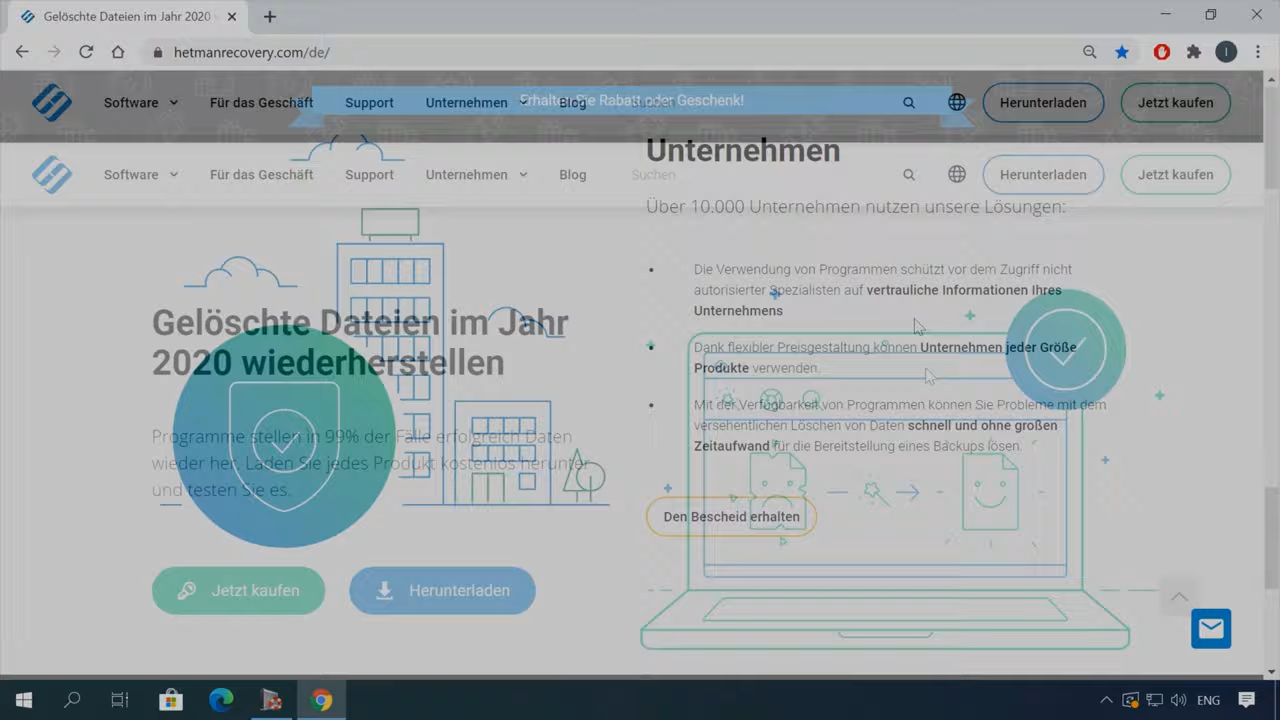 Gelöschte Dateien im Jahr 2020
hetmanrecovery.com/de/
Erhalten Sie Rabatt oder Geschenk!
Software
Für das Geschäft
Support
Unternehmen
Blog
Herunterladen
Jetzt kaufen
Software
Für das Geschäft
Support
Unternehmen
Blog
Suchen
Herunterladen
Jetzt kaufen
Gelöschte Dateien im Jahr
2020 wiederherstellen
Programme stellen in 99% der Fälle erfolgreich Daten
wieder her. Laden Sie jedes Produkt kostenlos herunter
und testen Sie es.
Jetzt kaufen
Herunterladen
Unternehmen
Über 10.000 Unternehmen nutzen unsere Lösungen:
Die Verwendung von Programmen schützt vor dem Zugriff nicht
autorisierter Spezialisten auf vertrauliche Informationen Ihres
Unternehmens
Dank flexibler Preisgestaltung können Unternehmen jeder Größe
Produkte verwenden.
Mit der Verfügbarkeit von Programmen können Sie Probleme mit dem
versehentlichen Löschen von Daten schnell und ohne großen
Zeitaufwand für die Bereitstellung eines Backups lösen.
Den Bescheid erhalten
ENG